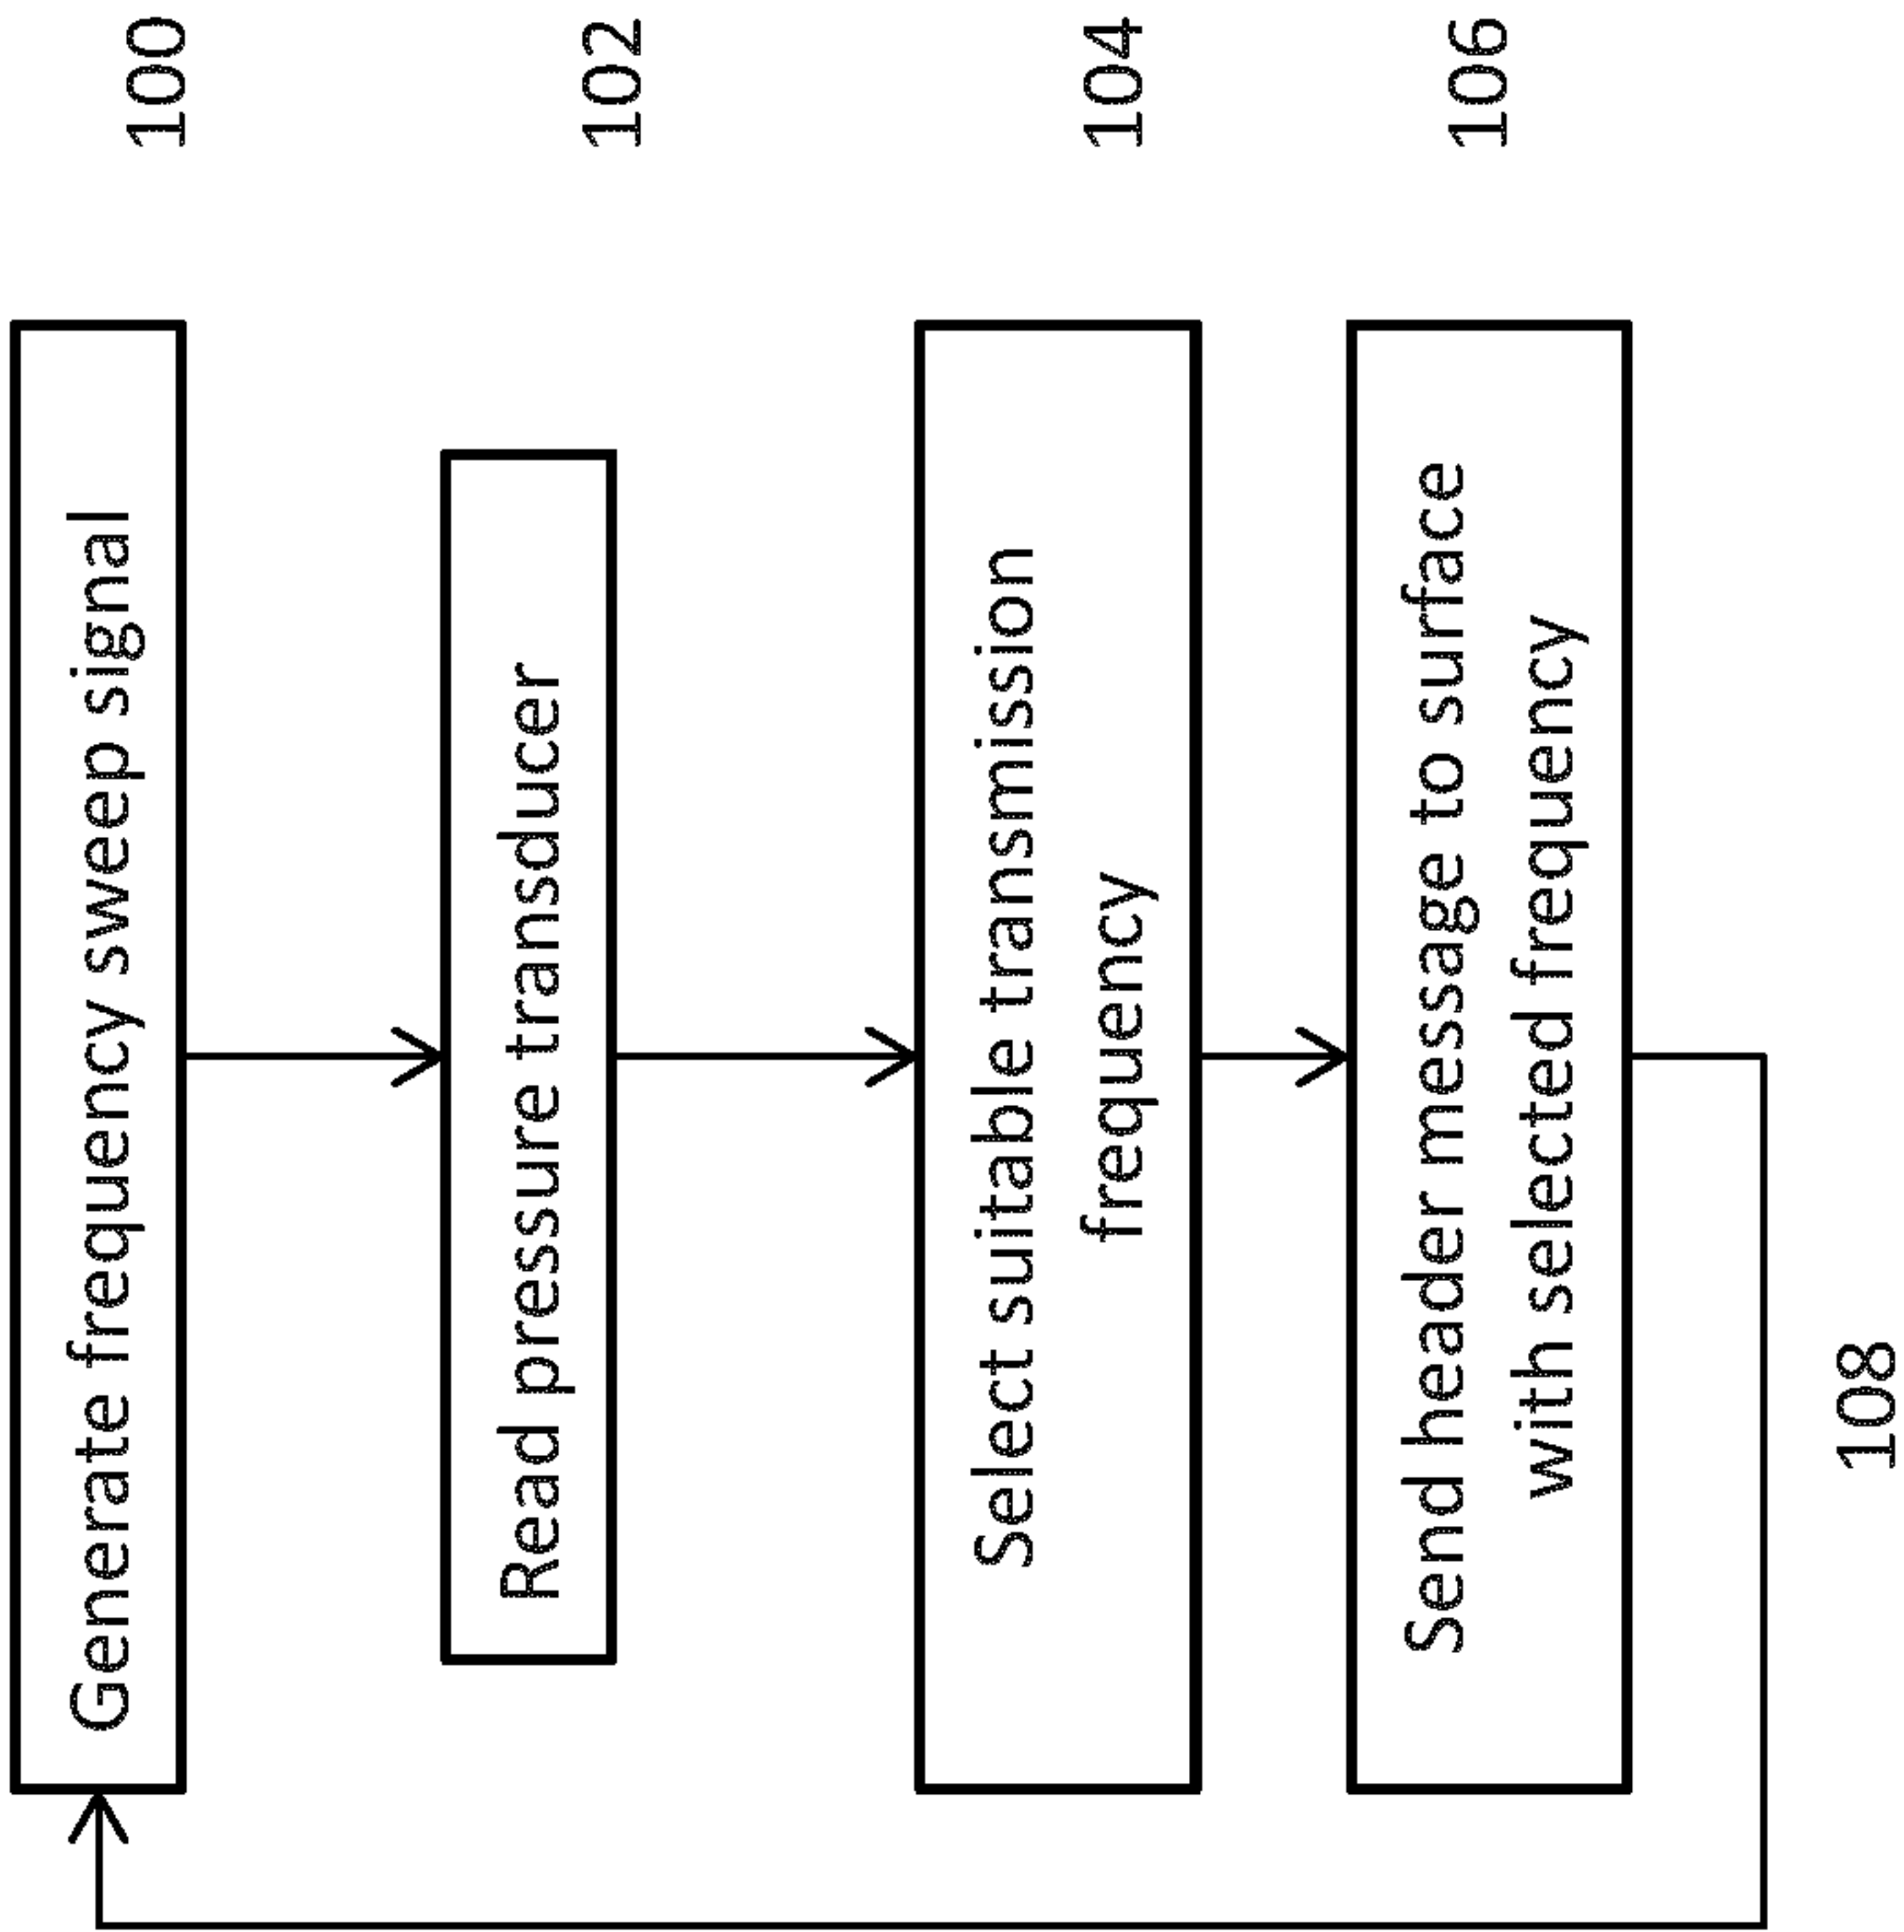 Generate frequency sweep signal
100
Read pressure transducer
102
Select suitable transmission
frequency
104
Send header message to surface
with selected frequency
106
108